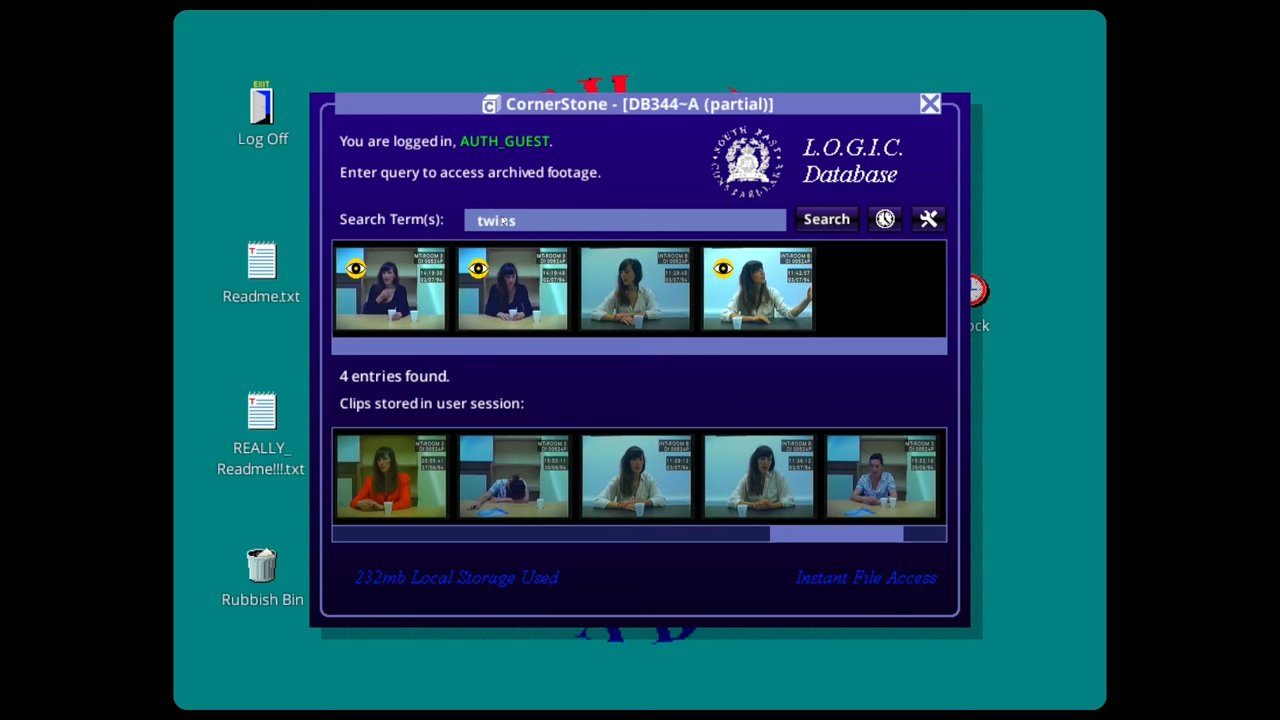 EXIT
Log Off
Readme.txt
REALLY_
Readme!!!.txt
Rubbish Bin
CornerStone - [DB344~A (partial)]
You are logged in, AUTH_GUEST.
Enter query to access archived footage.
L.O.G.I.C.
Database
Search Term(s):
twins
Search
4 entries found.
Clips stored in user session:
232mb Local Storage Used
Instant File Access
ock